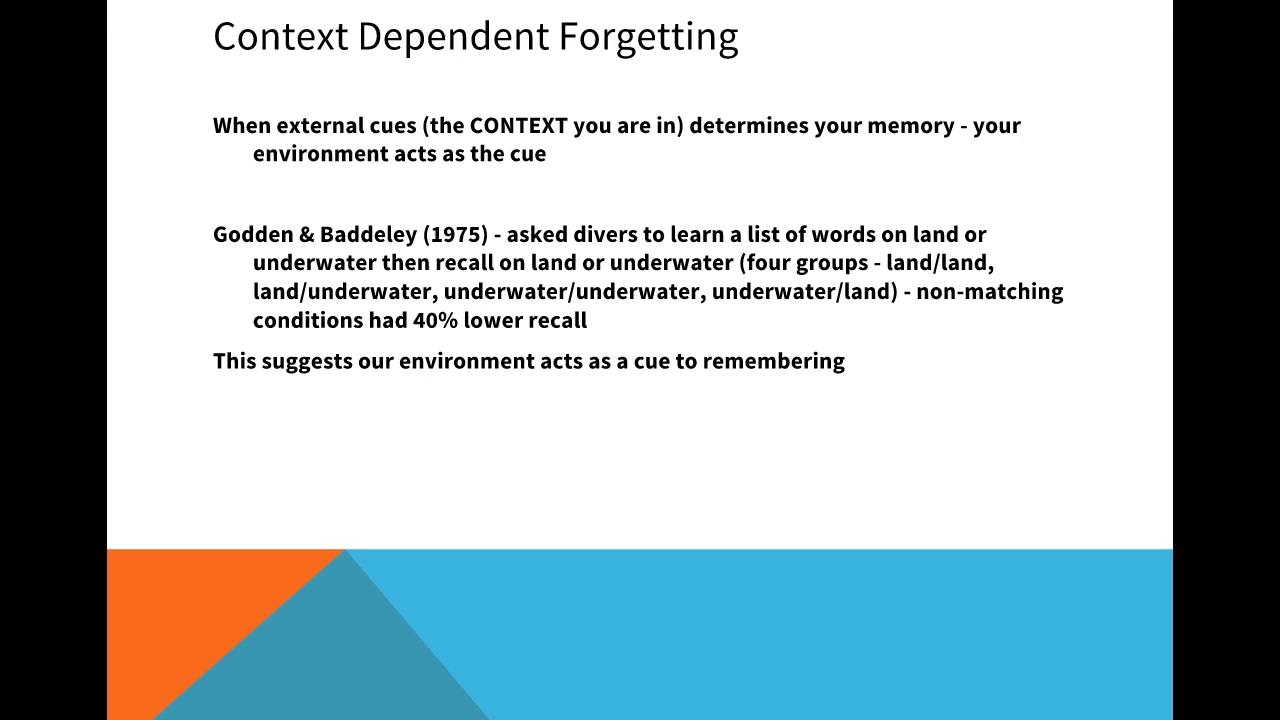 Context Dependent Forgetting
When external cues (the CONTEXT you are in) determines your memory - your
environment acts as the cue
Godden & Baddeley (1975) - asked divers to learn a list of words on land or
underwater then recall on land or underwater (four groups - land/land,
land/underwater, underwater/underwater, underwater/land) - non-matching
conditions had 40% lower recall
This suggests our environment acts as a cue to remembering